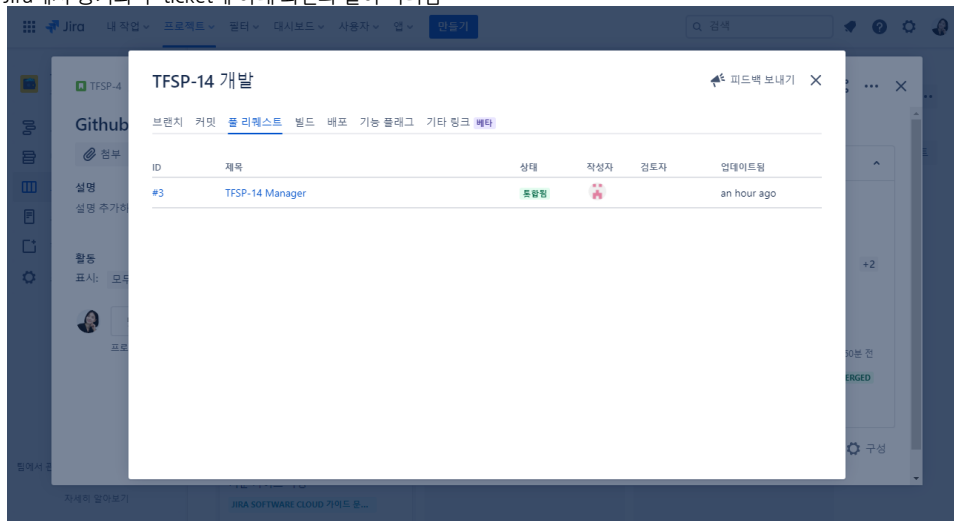 Jira
내 작업 프로젝트 필터 대시보드 사용자 앱 만들기
검색
TFSP-4
Github
첨부
설명
설명 추가하
활동
표시:
프로
TFSP-14 개발
피드백 보내기
브랜치 커밋 풀 리퀘스트 빌드 배포 기능 플래그 기타 링크 베타
ID 제목 상태 작성자 검토자 업데이트됨
#3 TFSP-14 Manager 통합됨 an hour ago
+2
50분 전
ERGED
구성
자세히 알아보기
JIRA SOFTWARE CLOUD 가이드 문...